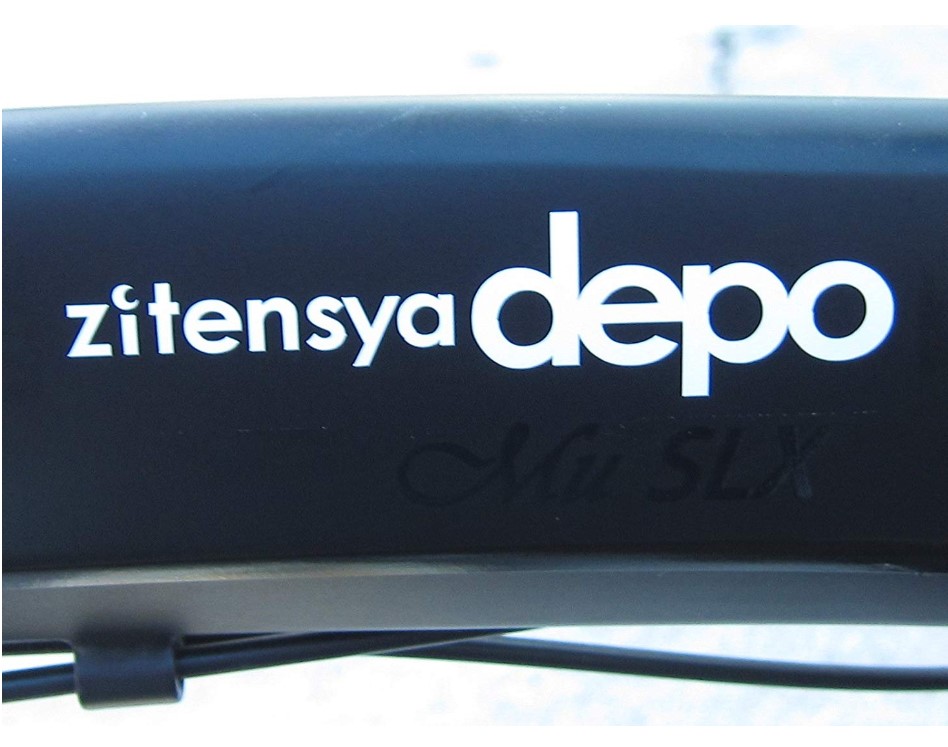 zitensya depo
Mu SLX